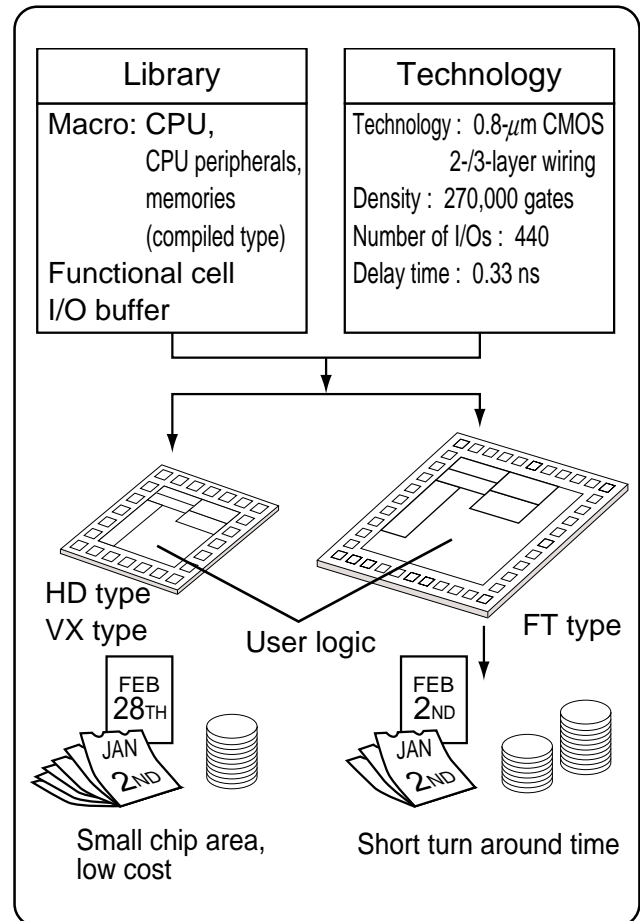 Library
Macro: CPU,
CPU peripherals,
memories
(compiled type)
Functional cell
I/O buffer
Technology
Technology : 0.8-μm CMOS
2-/3-layer wiring
Density : 270,000 gates
Number of I/Os : 440
Delay time : 0.33 ns
HD type
VX type
User logic
FT type
FEB
28TH
JAN
2ND
Small chip area,
low cost
FEB
2ND
JAN
2ND
Short turn around time